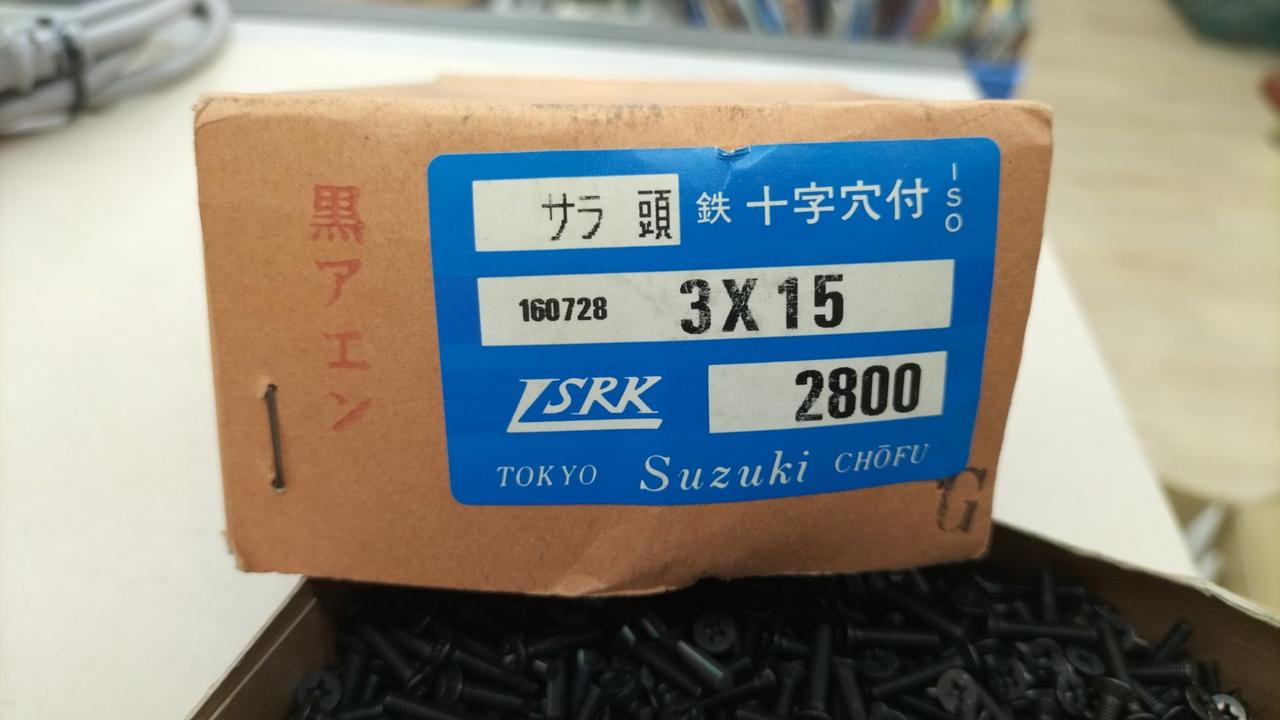 黒アエン
サラ 頭 鉄 十字穴付 ISO
160728 3X15
LSRK 2800
TOKYO Suzuki CHŌFU
G